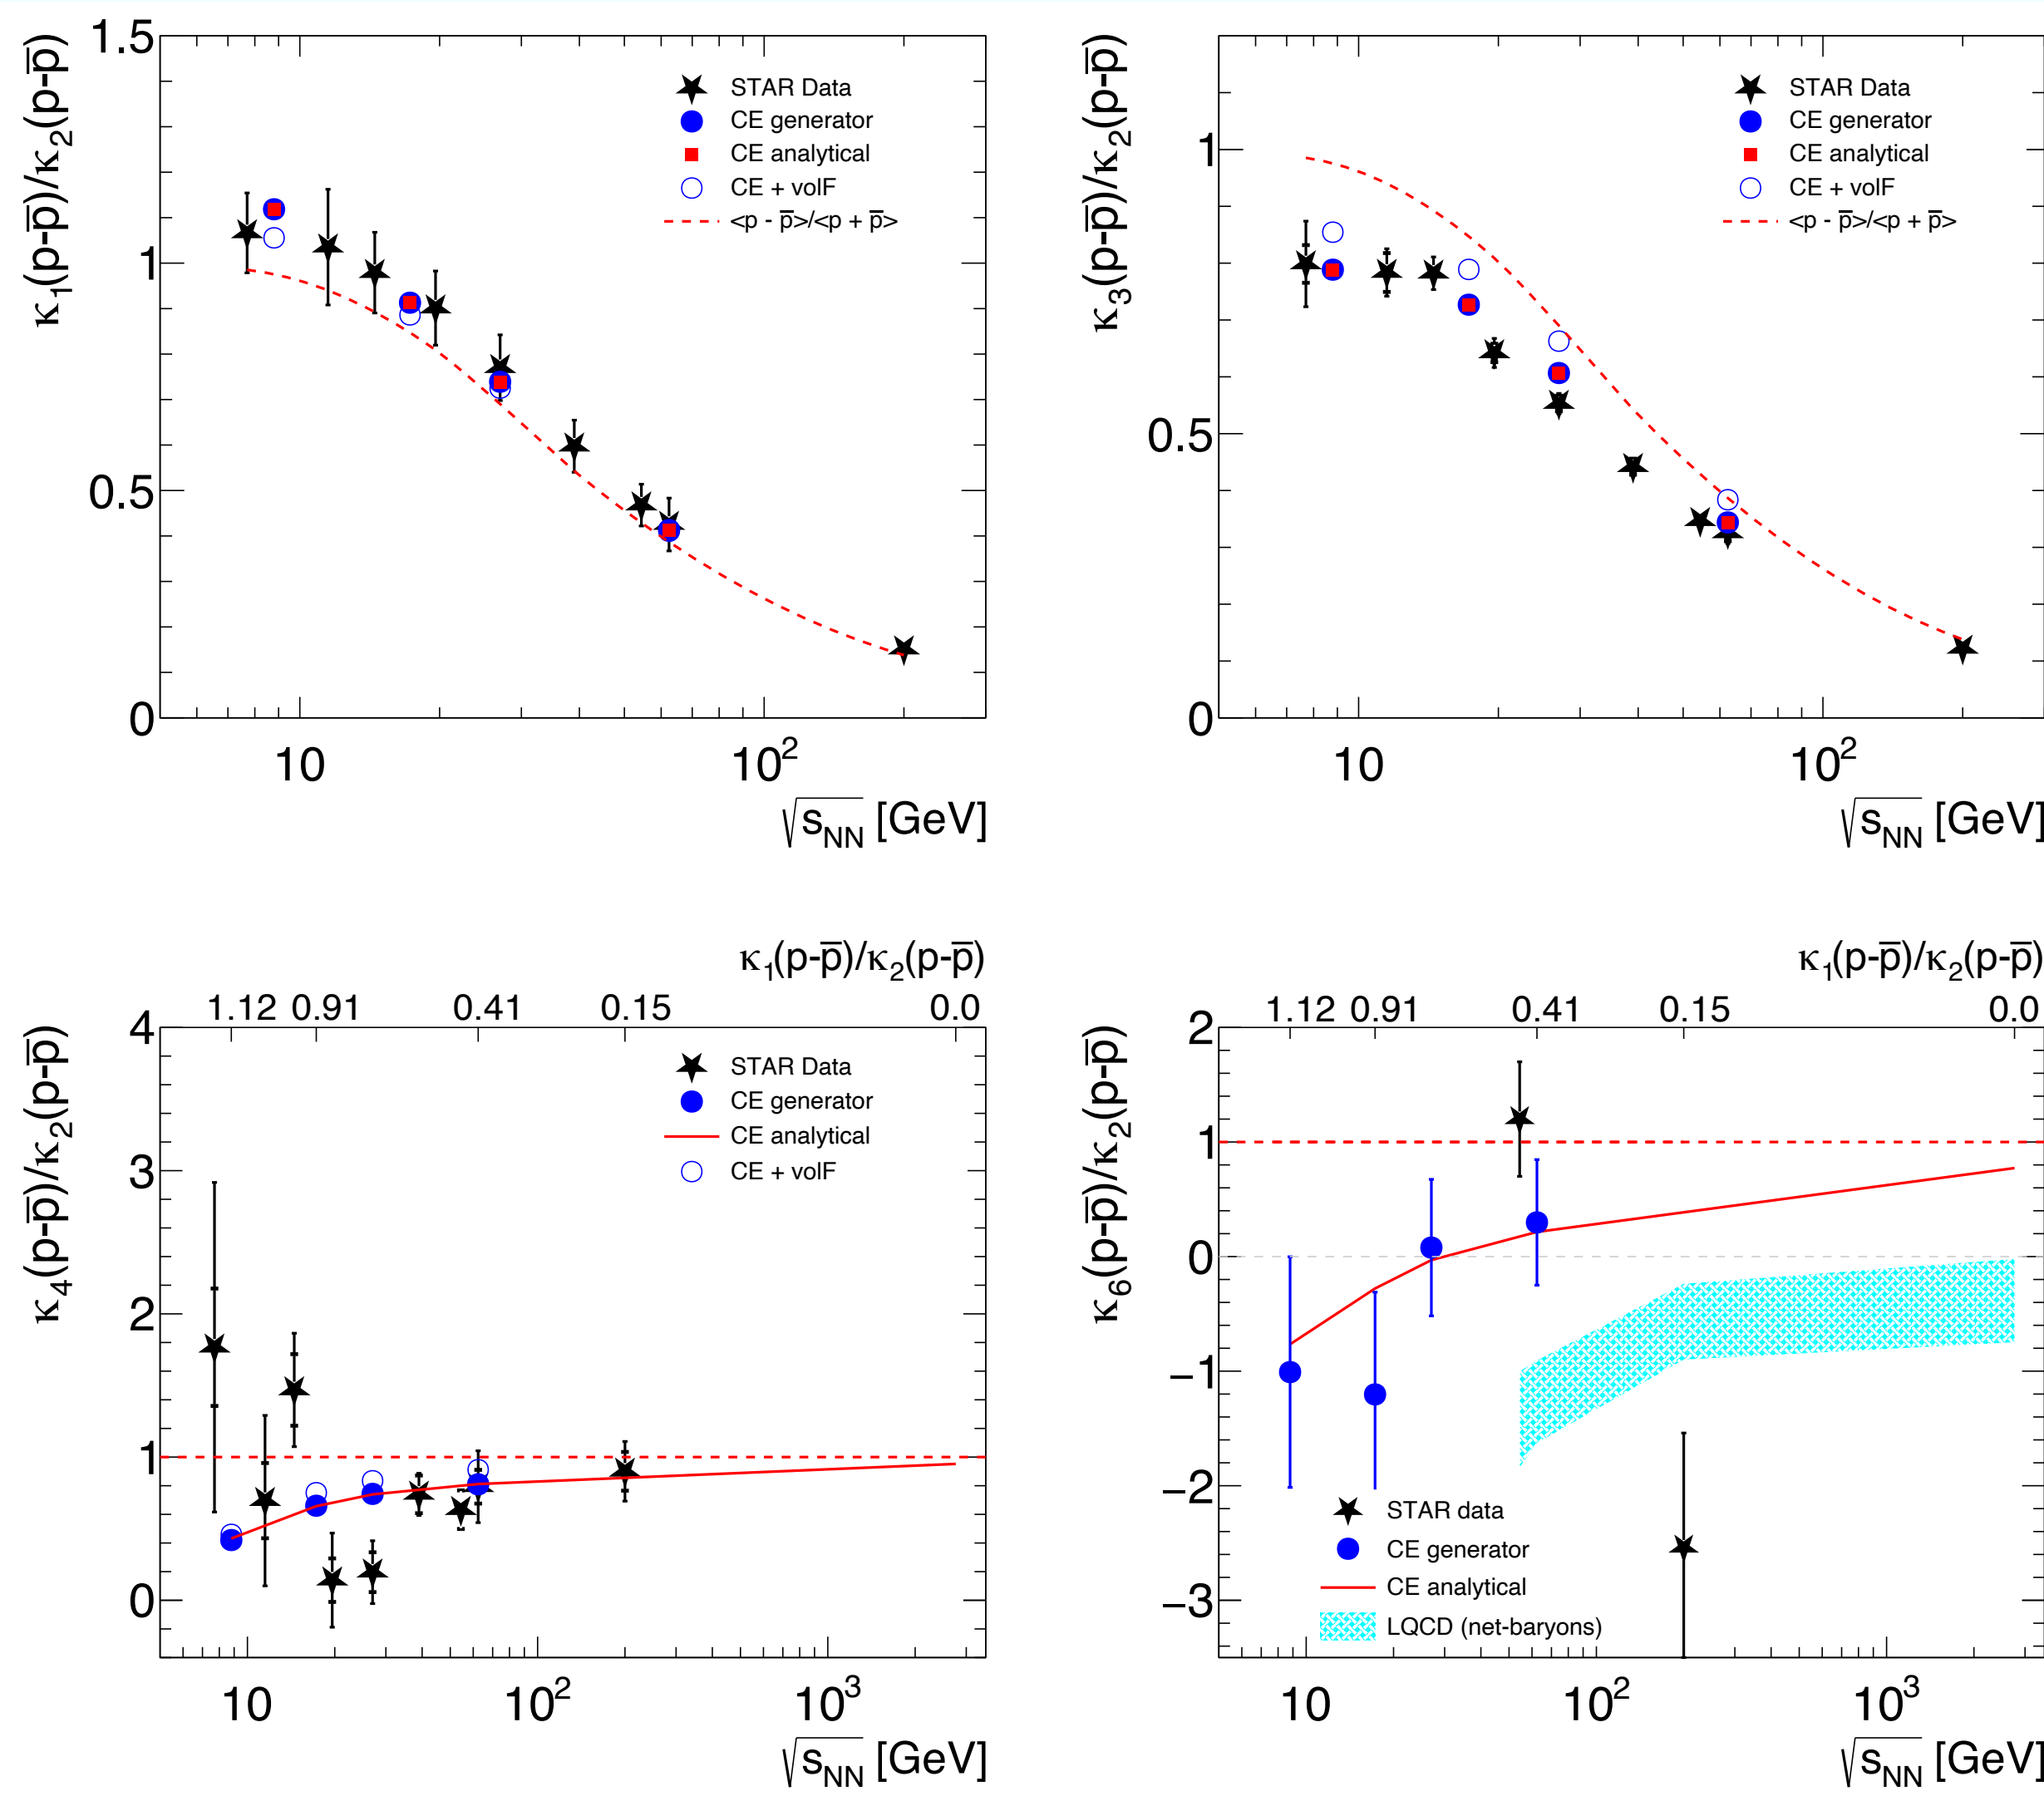 κ₁(p-p̅)/κ₂(p-p̅)
1.5
1
0.5
0
STAR Data
CE generator
CE analytical
CE + volF
<p - p̅>/<p + p̅>
10
10²
√s_NN [GeV]
κ₃(p-p̅)/κ₂(p-p̅)
1
0.5
0
STAR Data
CE generator
CE analytical
CE + volF
<p - p̅>/<p + p̅>
10
10²
√s_NN [GeV]
κ₁(p-p̅)/κ₂(p-p̅)
1.12 0.91 0.41 0.15 0.0
κ₄(p-p̅)/κ₂(p-p̅)
4
3
2
1
0
STAR Data
CE generator
CE analytical
CE + volF
10
10²
10³
√s_NN [GeV]
κ₁(p-p̅)/κ₂(p-p̅)
1.12 0.91 0.41 0.15 0.0
κ₆(p-p̅)/κ₂(p-p̅)
2
1
0
−1
−2
−3
STAR data
CE generator
CE analytical
LQCD (net-baryons)
10
10²
10³
√s_NN [GeV]